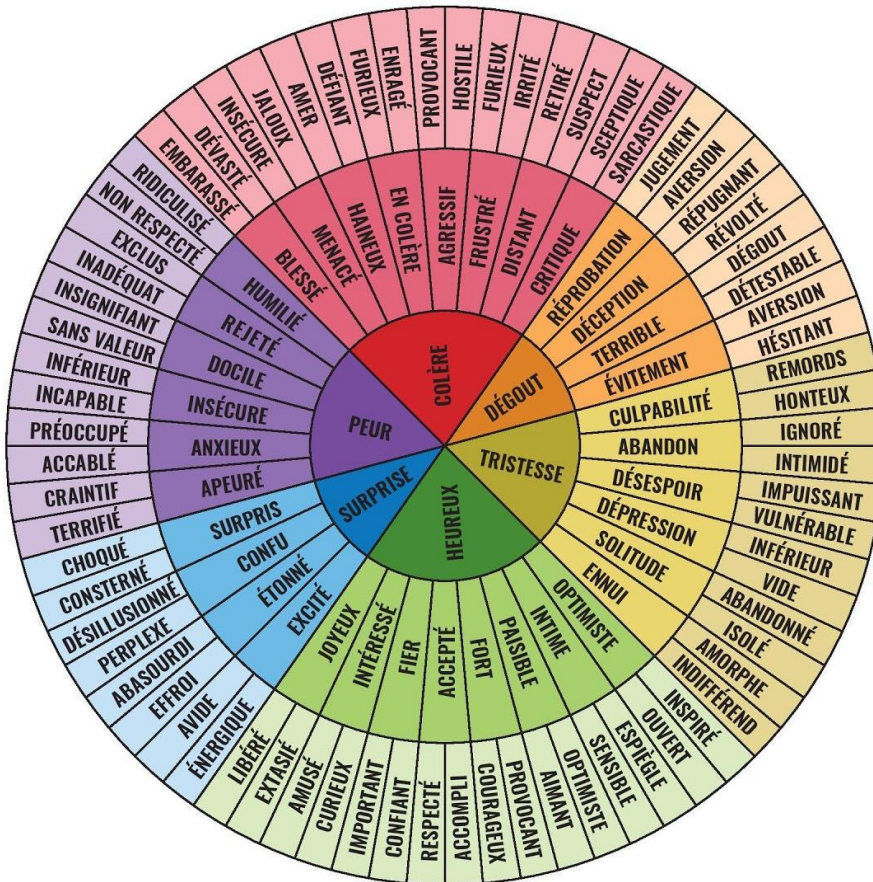 COLÈRE
DÉGOUT
TRISTESSE
HEUREUX
SURPRISE
PEUR
BLESSÉ
MENACÉ
HAINEUX
EN COLÈRE
AGRESSIF
FRUSTRÉ
DISTANT
CRITIQUE
RÉPROBATION
DÉCEPTION
TERRIBLE
ÉVITEMENT
CULPABILITÉ
ABANDON
DÉSESPOIR
DÉPRESSION
SOLITUDE
ENNUI
OPTIMISTE
INTIME
PAISIBLE
FORT
ACCEPTÉ
FIER
INTÉRESSÉ
JOYEUX
EXCITÉ
ÉTONNÉ
CONFU
SURPRIS
APEURÉ
ANXIEUX
INSÉCURE
DOCILE
REJETÉ
HUMILIÉ
EMBARASSÉ
DÉVASTÉ
INSÉCURE
JALOUX
AMER
DÉFIANT
FURIEUX
ENRAGÉ
PROVOCANT
HOSTILE
FURIEUX
IRRITÉ
RETIRÉ
SUSPECT
SCEPTIQUE
SARCASTIQUE
JUGEMENT
AVERSION
RÉPUGNANT
RÉVOLTÉ
DÉGOUT
DÉTESTABLE
AVERSION
HÉSITANT
REMORDS
HONTEUX
IGNORÉ
INTIMIDÉ
IMPUISSANT
VULNÉRABLE
INFÉRIEUR
VIDE
ABANDONNÉ
ISOLÉ
AMORPHE
INDIFFÉREND
INSPIRÉ
OUVERT
ESPIÈGLE
SENSIBLE
OPTIMISTE
AIMANT
PROVOCANT
COURAGEUX
ACCOMPLI
RESPECTÉ
CONFIANT
IMPORTANT
CURIEUX
AMUSÉ
EXTASIÉ
LIBÉRÉ
ÉNERGIQUE
AVIDE
EFFROI
ABASOURDI
PERPLEXE
DÉSILLUSIONNÉ
CONSTERNÉ
CHOQUÉ
TERRIFIÉ
CRAINTIF
ACCABLÉ
PRÉOCCUPÉ
INCAPABLE
INFÉRIEUR
SANS VALEUR
INSIGNIFIANT
INADÉQUAT
EXCLUS
NON RESPECTÉ
RIDICULISÉ